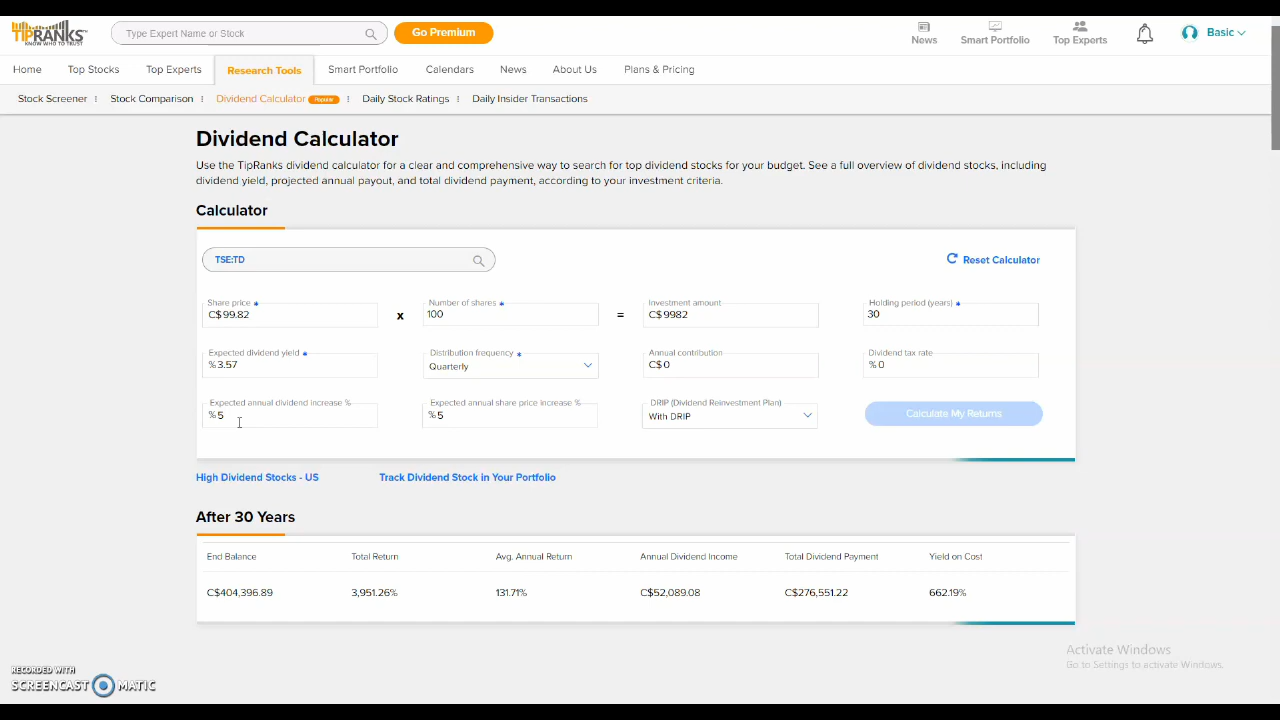 TIPRANKS
KNOW WHO TO TRUST
Type Expert Name or Stock
Go Premium
News
Smart Portfolio
Top Experts
Basic
Home
Top Stocks
Top Experts
Research Tools
Smart Portfolio
Calendars
News
About Us
Plans & Pricing
Stock Screener
Stock Comparison
Dividend Calculator Popular
Daily Stock Ratings
Daily Insider Transactions
Dividend Calculator
Use the TipRanks dividend calculator for a clear and comprehensive way to search for top dividend stocks for your budget. See a full overview of dividend stocks, including
dividend yield, projected annual payout, and total dividend payment, according to your investment criteria.
Calculator
TSE:TD
Reset Calculator
Share price *
C$ 99.82
x
Number of shares *
100
=
Investment amount
C$ 9982
Holding period (years) *
30
Expected dividend yield *
% 3.57
Distribution frequency *
Quarterly
Annual contribution
C$ 0
Dividend tax rate
% 0
Expected annual dividend increase %
% 5
Expected annual share price increase %
% 5
DRIP (Dividend Reinvestment Plan)
With DRIP
Calculate My Returns
High Dividend Stocks - US
Track Dividend Stock in Your Portfolio
After 30 Years
End Balance Total Return Avg. Annual Return Annual Dividend Income Total Dividend Payment Yield on Cost
C$404,396.89 3,951.26% 131.71% C$52,089.08 C$276,551.22 662.19%
Activate Windows
Go to Settings to activate Windows.
RECORDED WITH
SCREENCAST MATIC